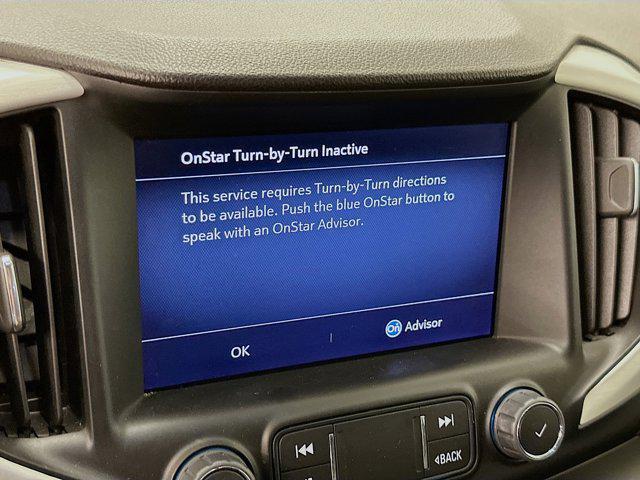 OnStar Turn-by-Turn Inactive
This service requires Turn-by-Turn directions
to be available. Push the blue OnStar button to
speak with an OnStar Advisor.
OK
On Advisor
BACK